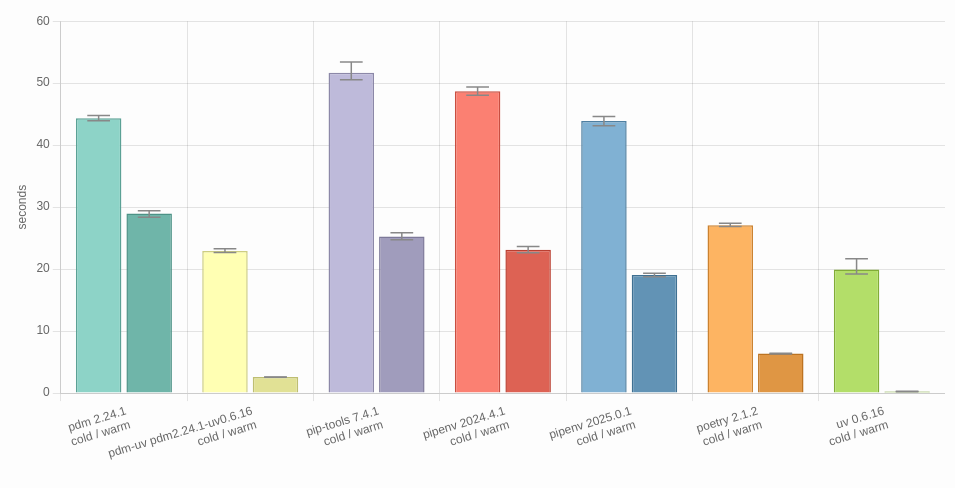 60
50
40
30
20
10
0
seconds
pdm 2.24.1
cold / warm
pdm-uv pdm2.24.1-uv0.6.16
cold / warm
pip-tools 7.4.1
cold / warm
pipenv 2024.4.1
cold / warm
pipenv 2025.0.1
cold / warm
poetry 2.1.2
cold / warm
uv 0.6.16
cold / warm